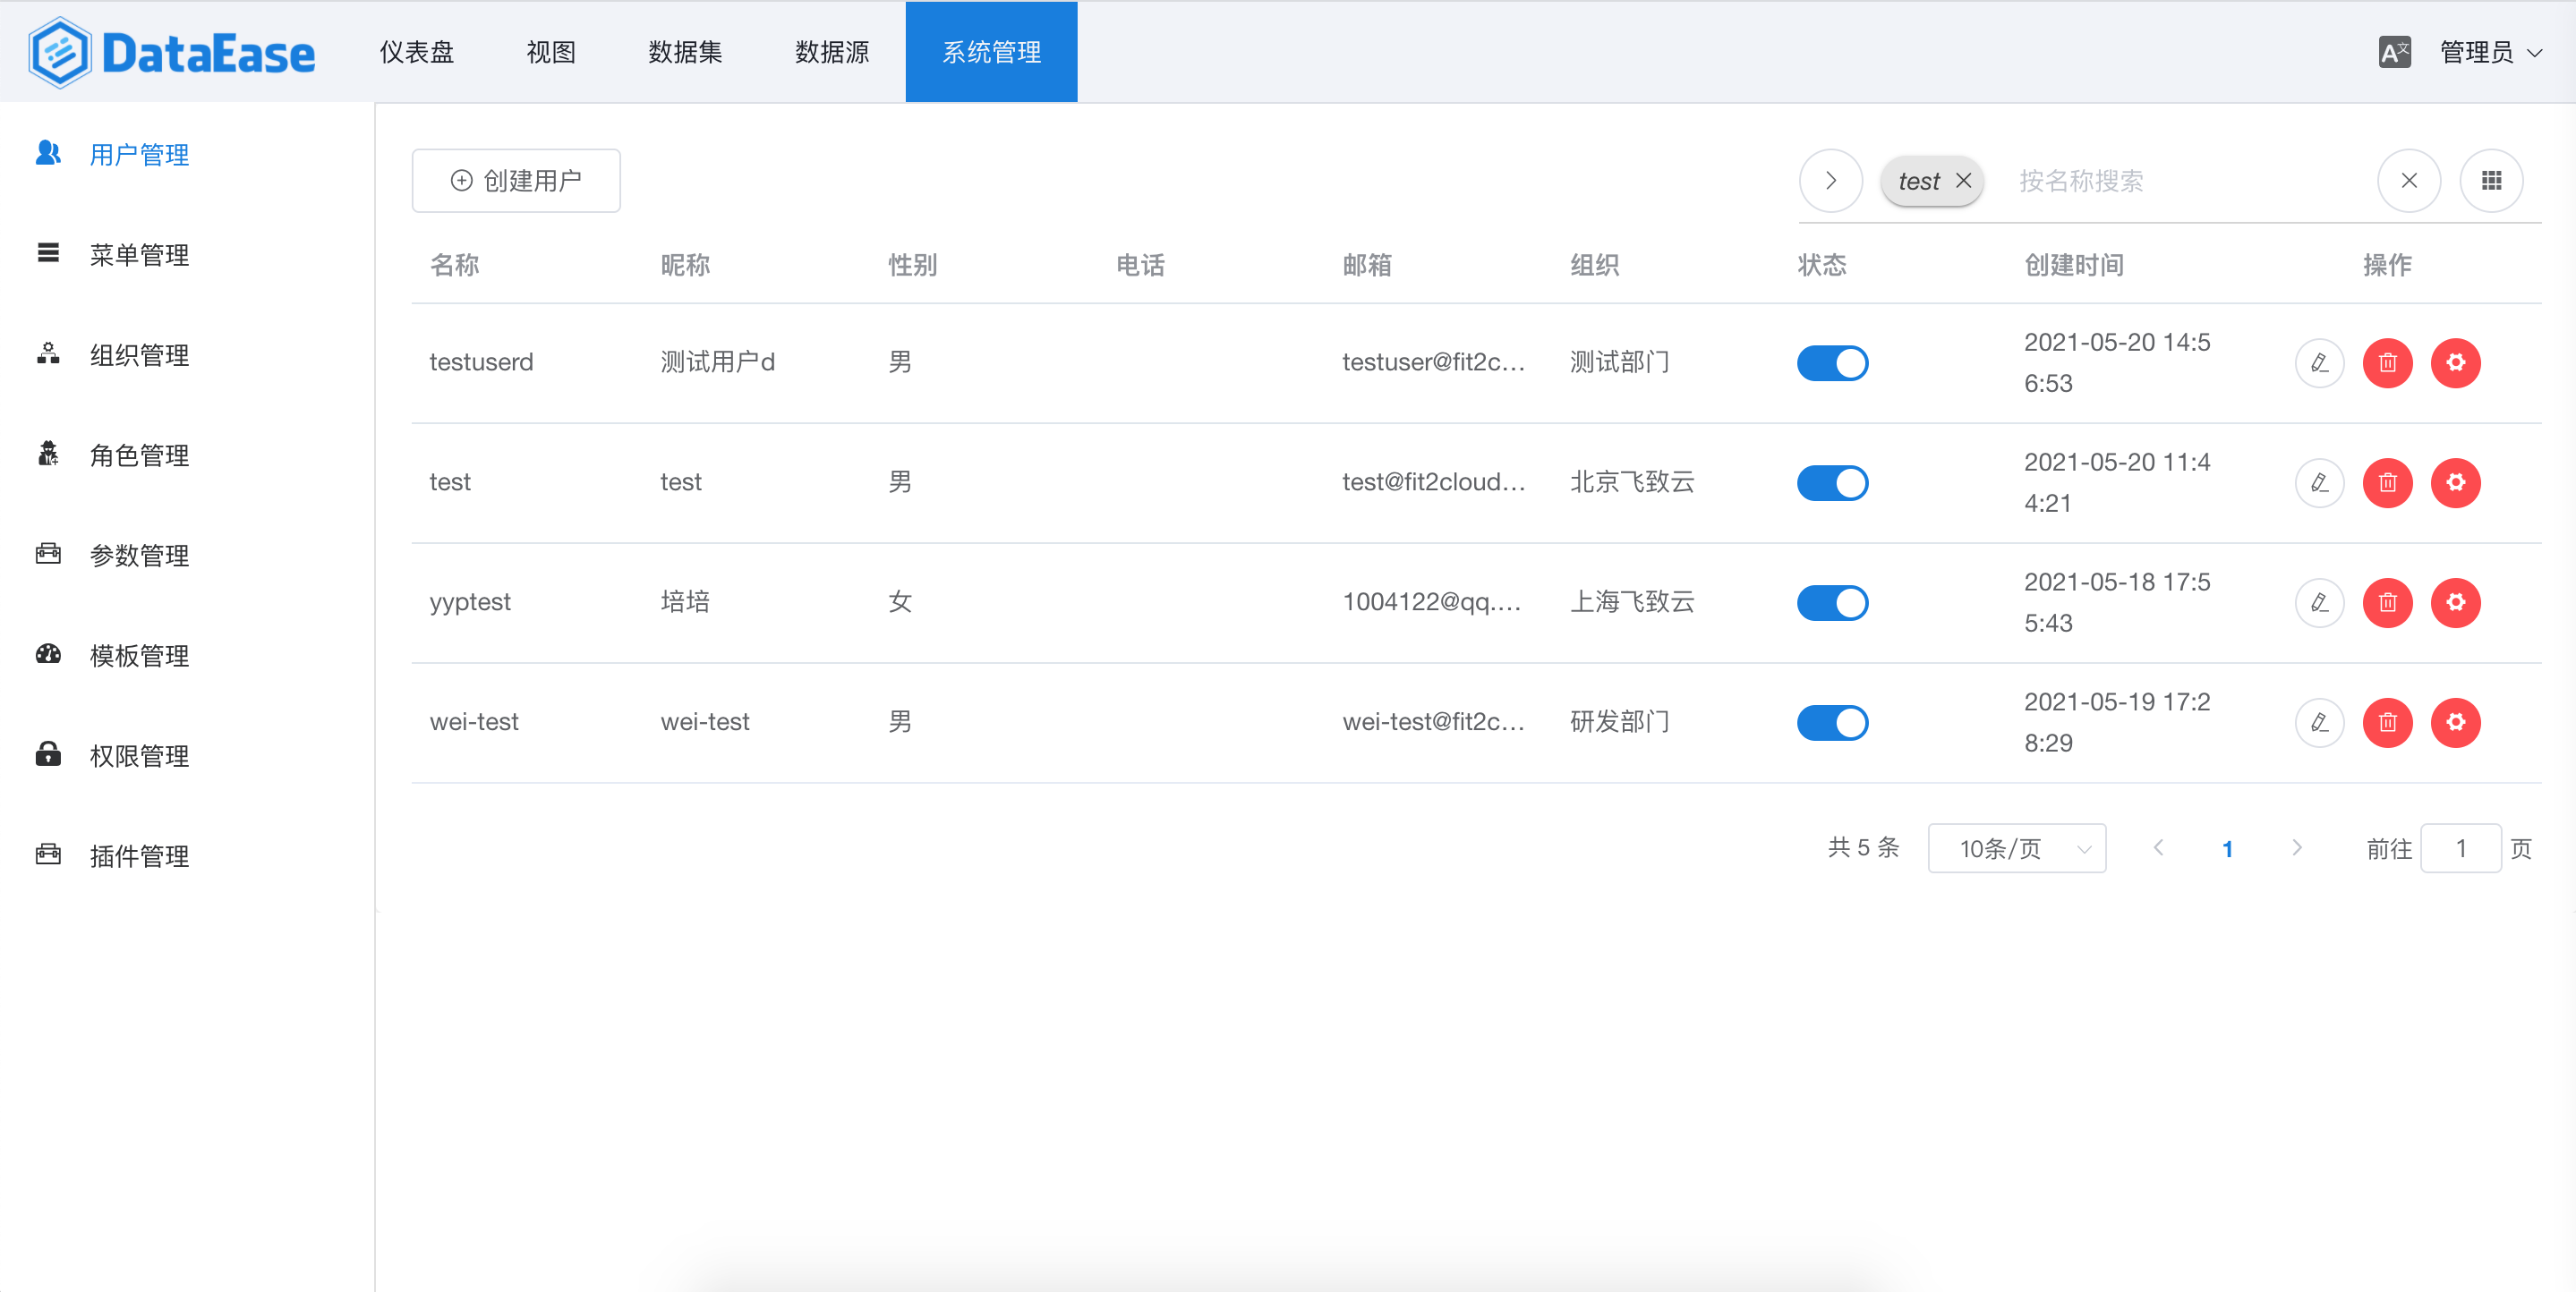 DataEase 仪表盘 视图 数据集 数据源 系统管理 管理员
用户管理
菜单管理
组织管理
角色管理
参数管理
模板管理
权限管理
插件管理
创建用户 test 按名称搜索
名称 昵称 性别 电话 邮箱 组织 状态 创建时间 操作
testuserd 测试用户d 男 testuser@fit2c... 测试部门 2021-05-20 14:5
6:53
test test 男 test@fit2cloud... 北京飞致云 2021-05-20 11:4
4:21
yyptest 培培 女 1004122@qq.... 上海飞致云 2021-05-18 17:5
5:43
wei-test wei-test 男 wei-test@fit2c... 研发部门 2021-05-19 17:2
8:29
共 5 条 10条/页 1 前往 1 页